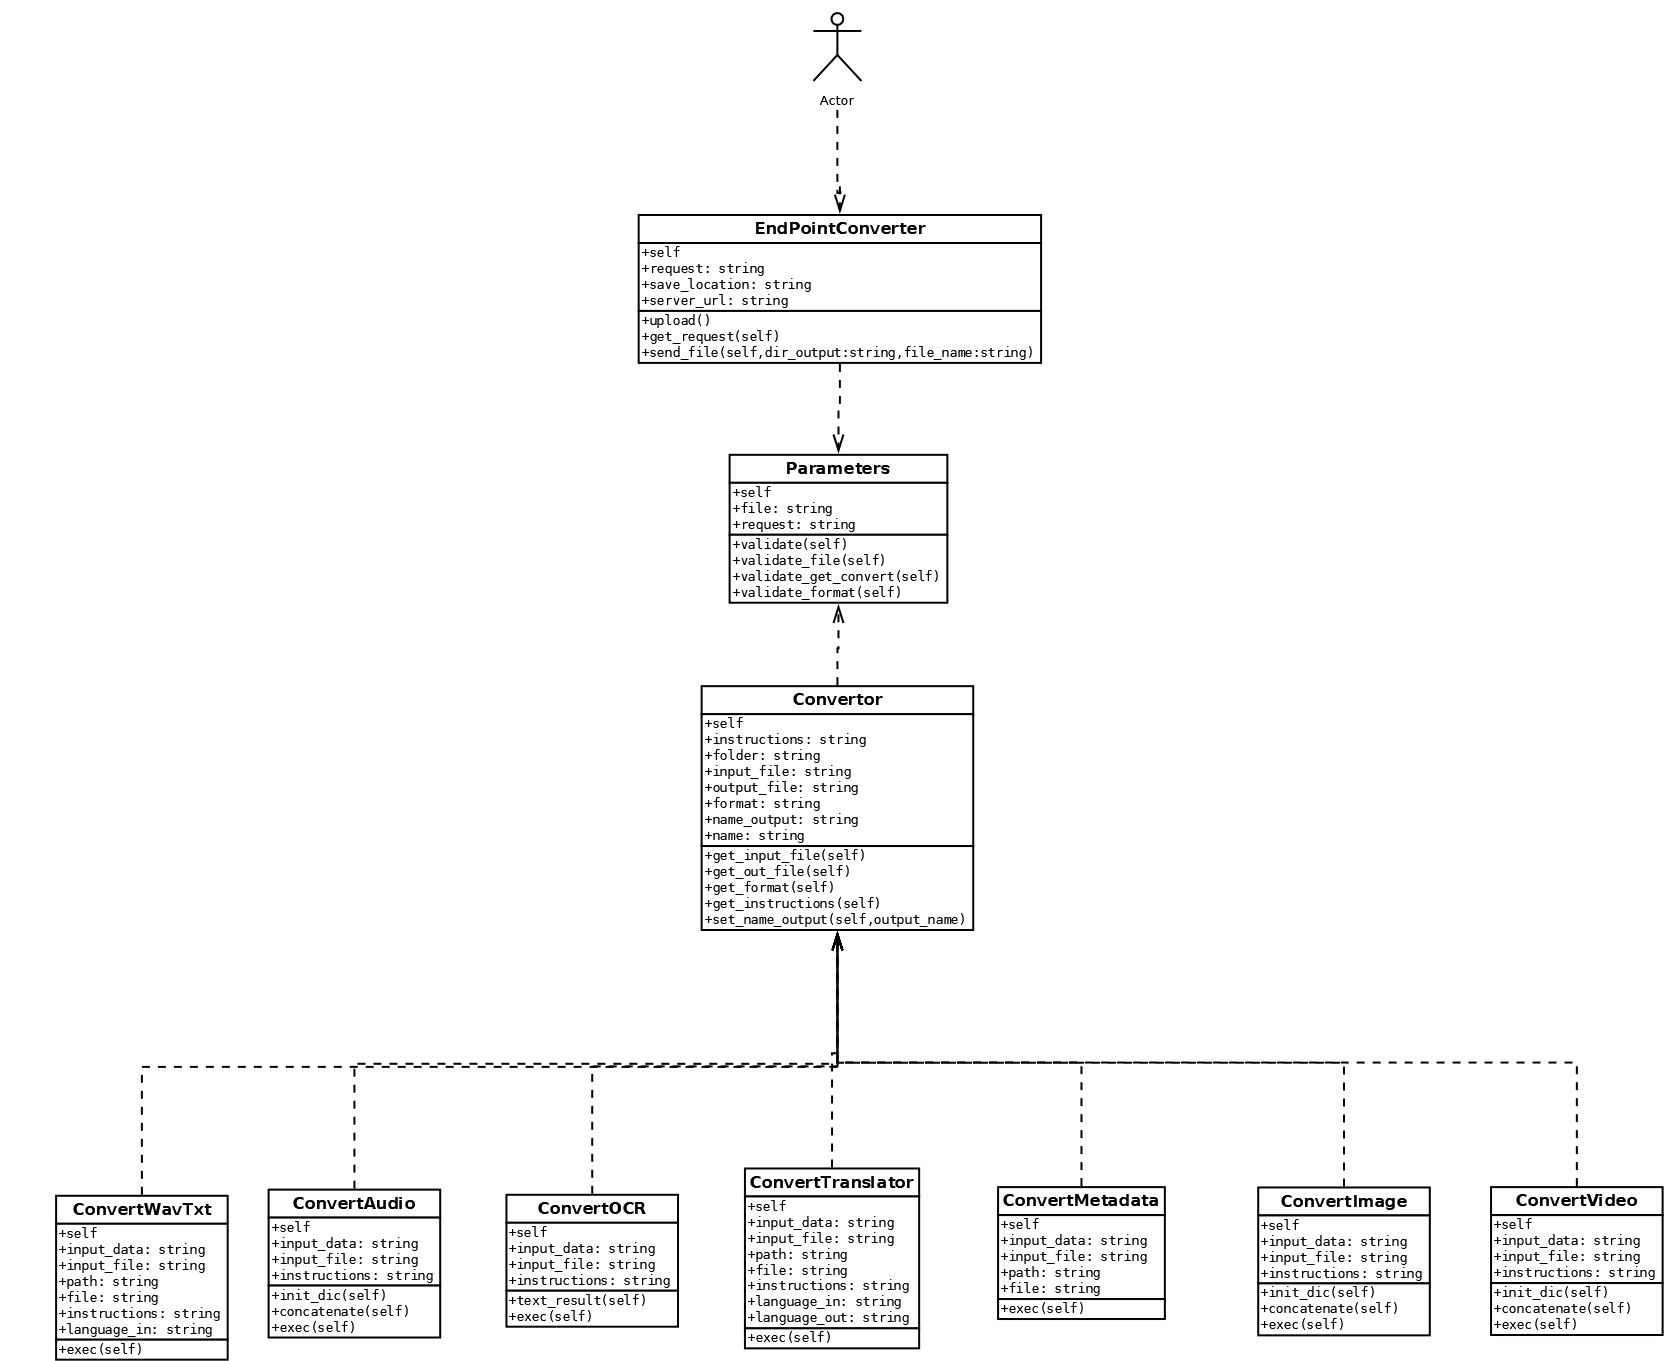 Actor
EndPointConverter
+self
+request: string
+save_location: string
+server_url: string
+upload()
+get_request(self)
+send_file(self,dir_output:string,file_name:string)
Parameters
+self
+file: string
+request: string
+validate(self)
+validate_file(self)
+validate_get_convert(self)
+validate_format(self)
Convertor
+self
+instructions: string
+folder: string
+input_file: string
+output_file: string
+format: string
+name_output: string
+name: string
+get_input_file(self)
+get_out_file(self)
+get_format(self)
+get_instructions(self)
+set_name_output(self,output_name)
ConvertWavTxt
+self
+input_data: string
+input_file: string
+path: string
+file: string
+instructions: string
+language_in: string
+exec(self)
ConvertAudio
+self
+input_data: string
+input_file: string
+instructions: string
+init_dic(self)
+concatenate(self)
+exec(self)
ConvertOCR
+self
+input_data: string
+input_file: string
+instructions: string
+text_result(self)
+exec(self)
ConvertTranslator
+self
+input_data: string
+input_file: string
+path: string
+file: string
+instructions: string
+language_in: string
+language_out: string
+exec(self)
ConvertMetadata
+self
+input_data: string
+input_file: string
+path: string
+file: string
+exec(self)
ConvertImage
+self
+input_data: string
+input_file: string
+instructions: string
+init_dic(self)
+concatenate(self)
+exec(self)
ConvertVideo
+self
+input_data: string
+input_file: string
+instructions: string
+init_dic(self)
+concatenate(self)
+exec(self)